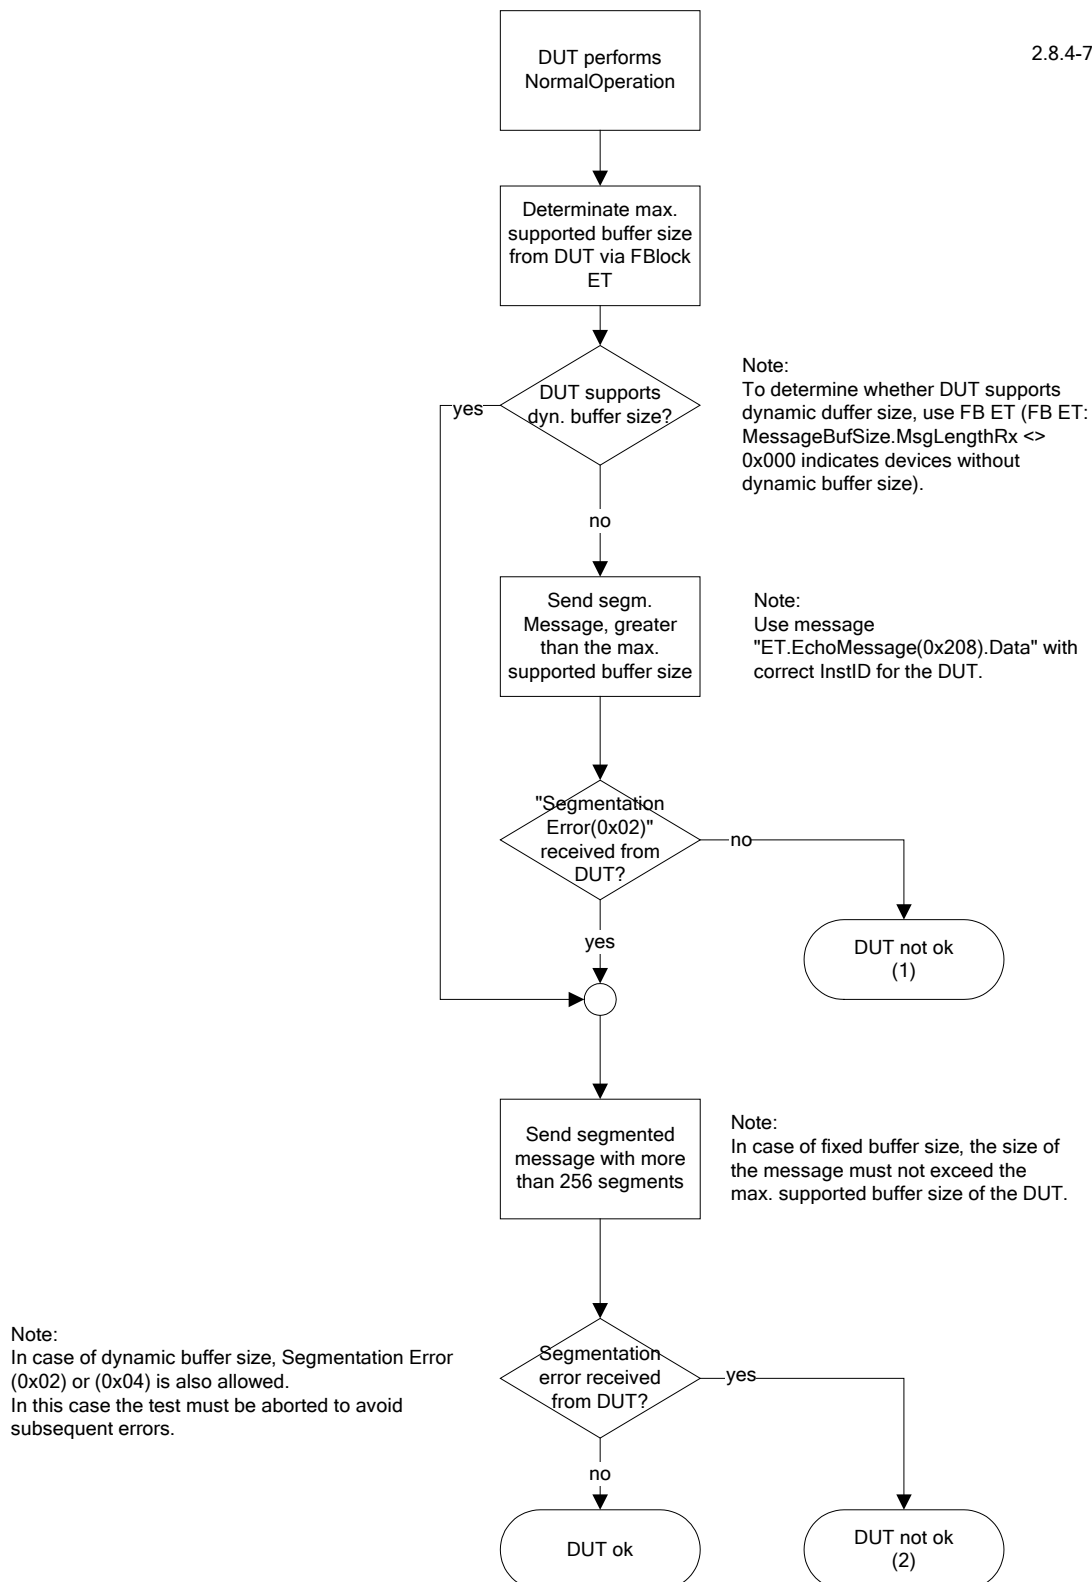 2.8.4-7
DUT performs
NormalOperation
Determinate max.
supported buffer size
from DUT via FBlock
ET
DUT supports
dyn. buffer size?
yes
Note:
To determine whether DUT supports
dynamic duffer size, use FB ET (FB ET:
MessageBufSize.MsgLengthRx <>
0x000 indicates devices without
dynamic buffer size).
no
Send segm.
Message, greater
than the max.
supported buffer size
Note:
Use message
"ET.EchoMessage(0x208).Data" with
correct InstID for the DUT.
"Segmentation
Error(0x02)"
received from
DUT?
no
yes
DUT not ok
(1)
Send segmented
message with more
than 256 segments
Note:
In case of fixed buffer size, the size of
the message must not exceed the
max. supported buffer size of the DUT.
Note:
In case of dynamic buffer size, Segmentation Error
(0x02) or (0x04) is also allowed.
In this case the test must be aborted to avoid
subsequent errors.
Segmentation
error received
from DUT?
yes
no
DUT ok
DUT not ok
(2)